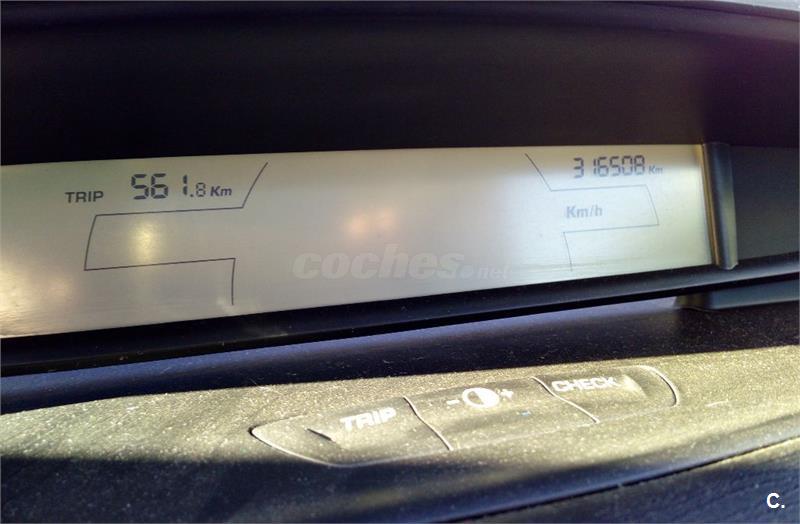 TRIP 561.8 Km
316508 Km
Km/h
coches.net
TRIP - + CHECK
C.